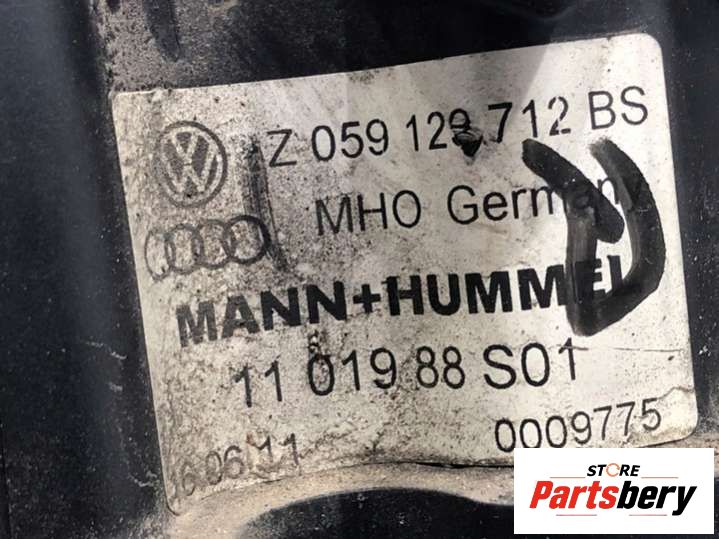 Z 059 129 712 BS
MHO Germany
MANN+HUMMEL
11 019 88 S01
0009775
STORE
Partsbery